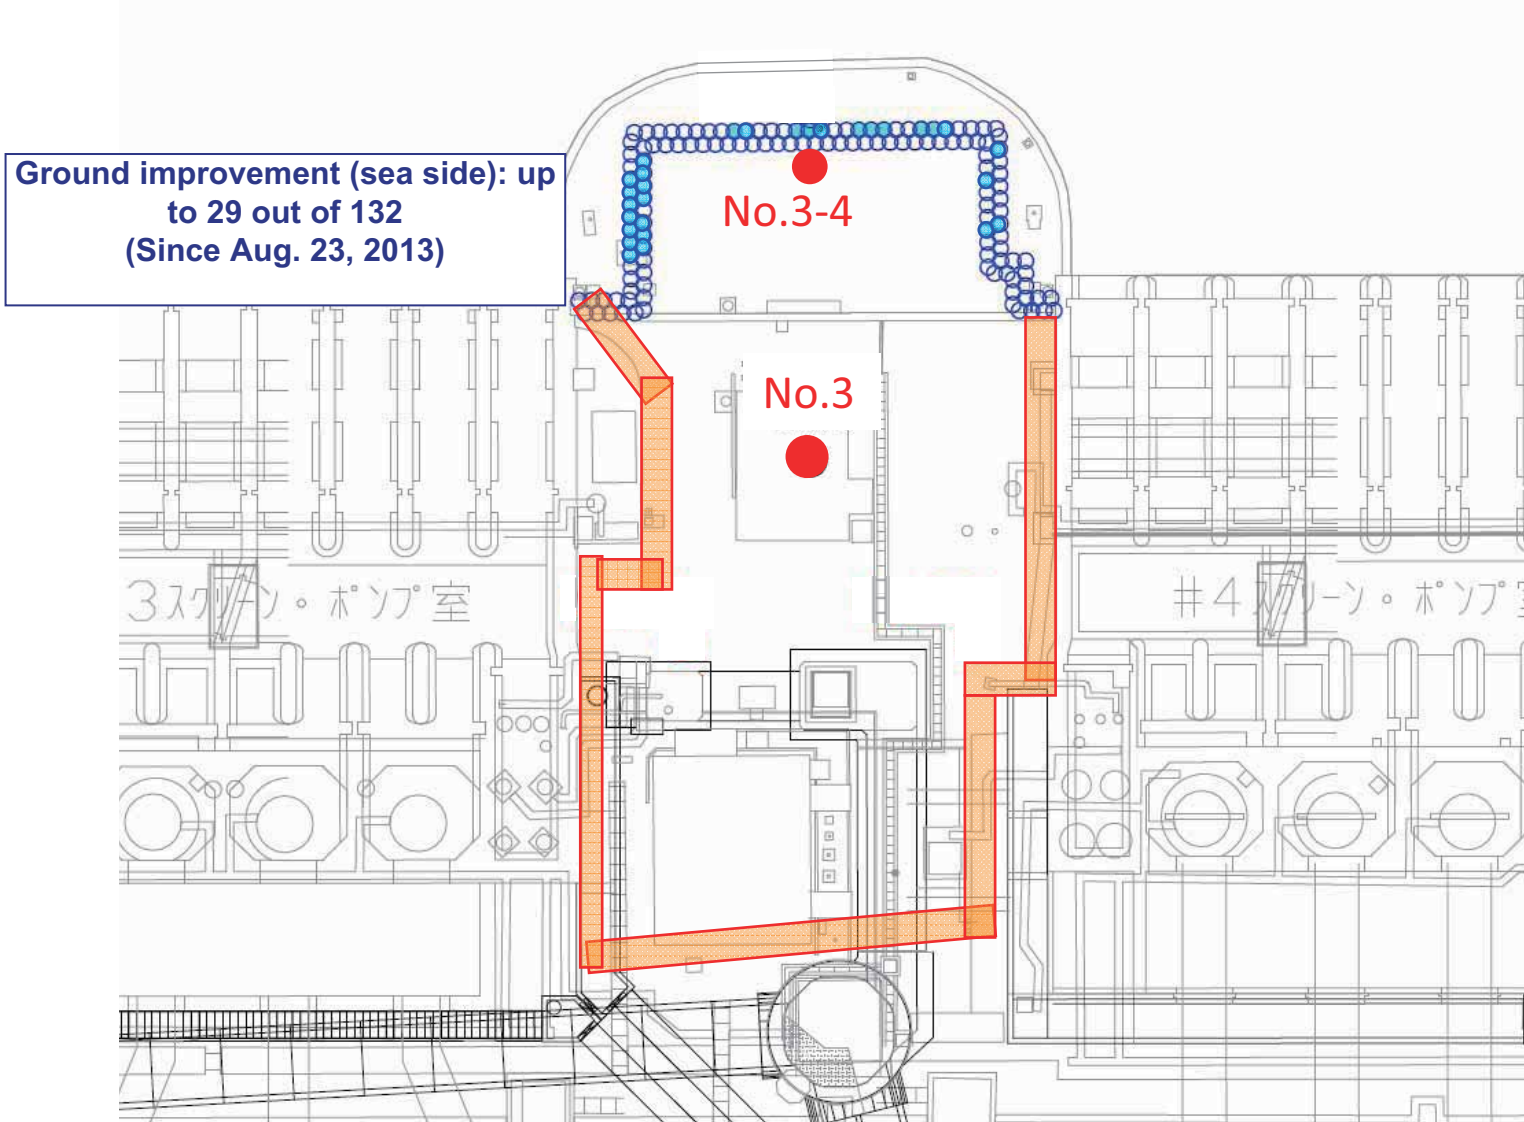 Ground improvement (sea side): up
to 29 out of 132
(Since Aug. 23, 2013)
No.3-4
No.3
3スクリーン・ポンプ室
#4スクリーン・ポンプ室